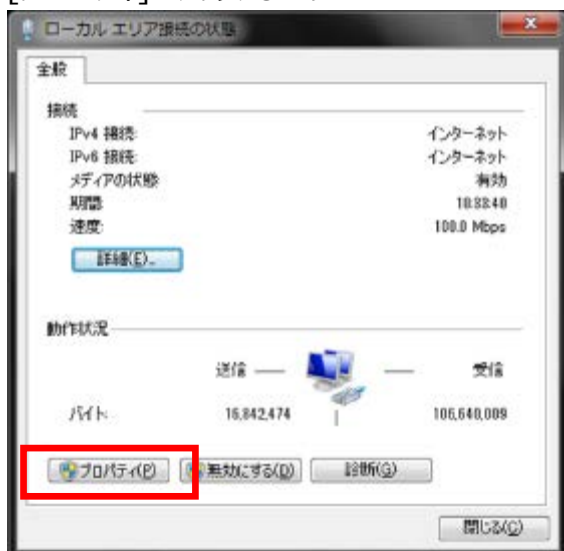 ローカル エリア接続の状態
全般
接続
IPv4 接続: インターネット
IPv6 接続: インターネット
メディアの状態: 有効
期間: 10:33:40
速度: 100.0 Mbps
詳細(E)...
動作状況
送信 — — 受信
バイト: 16,842,474 106,640,009
プロパティ(P) 無効にする(D) 診断(G)
閉じる(C)